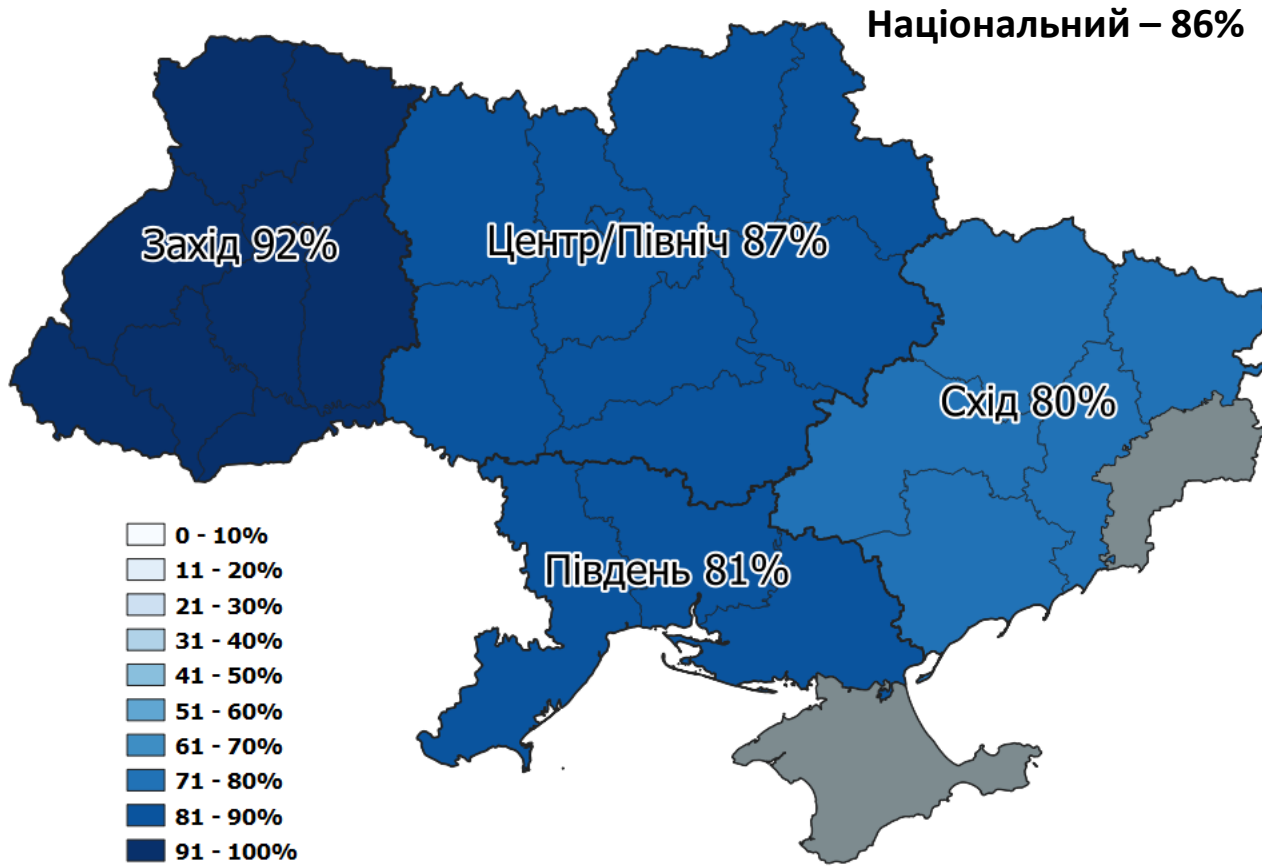 Національний – 86%
Захід 92%
Центр/Північ 87%
Схід 80%
Південь 81%
0 - 10%
11 - 20%
21 - 30%
31 - 40%
41 - 50%
51 - 60%
61 - 70%
71 - 80%
81 - 90%
91 - 100%